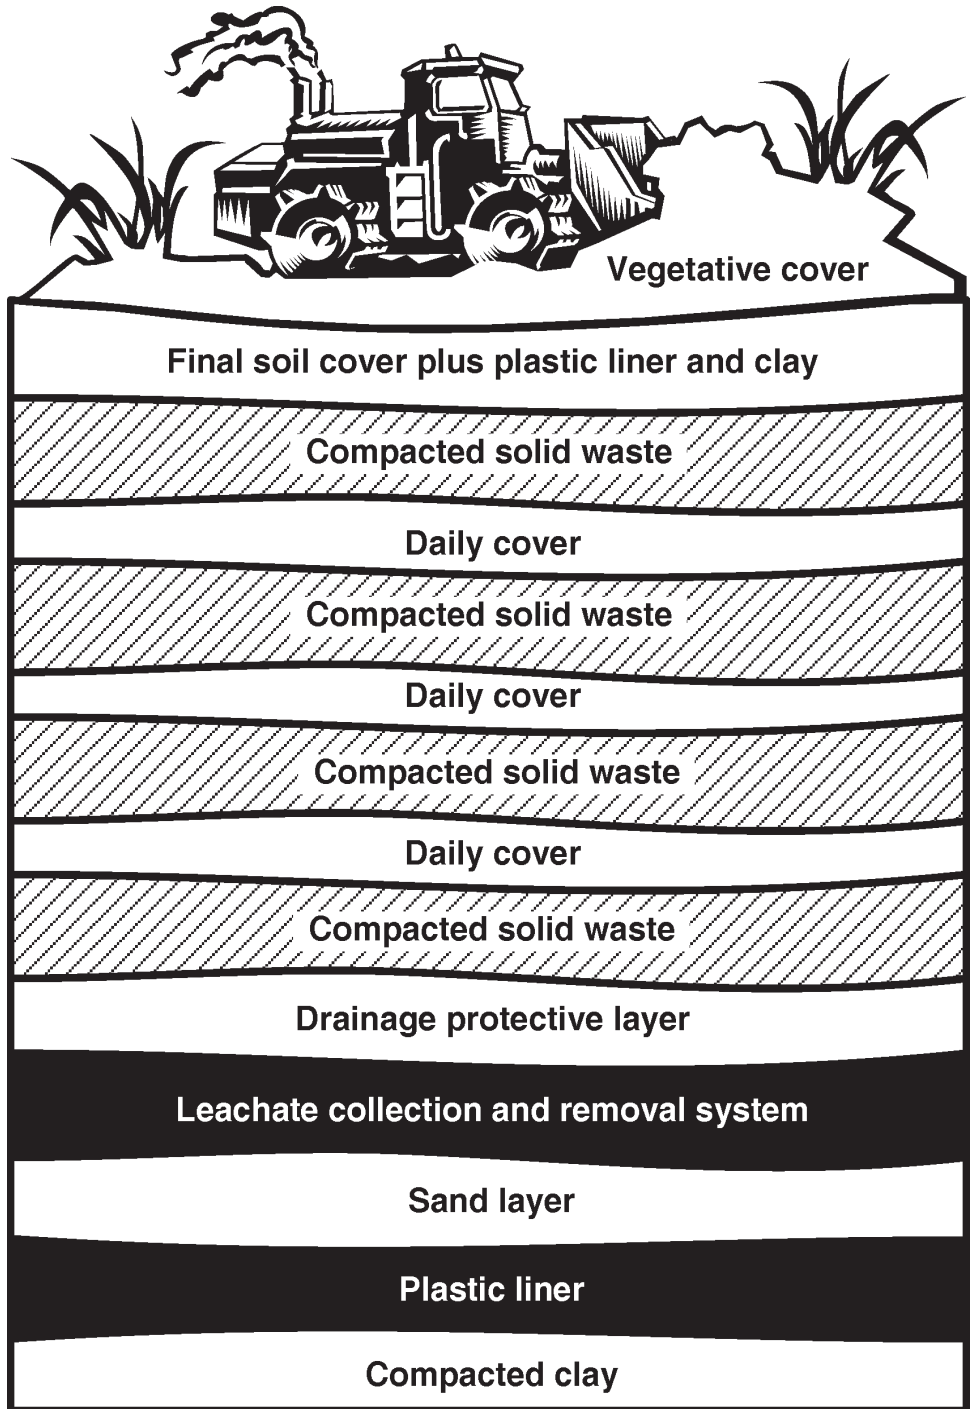 Vegetative cover
Final soil cover plus plastic liner and clay
Compacted solid waste
Daily cover
Compacted solid waste
Daily cover
Compacted solid waste
Daily cover
Compacted solid waste
Drainage protective layer
Leachate collection and removal system
Sand layer
Plastic liner
Compacted clay